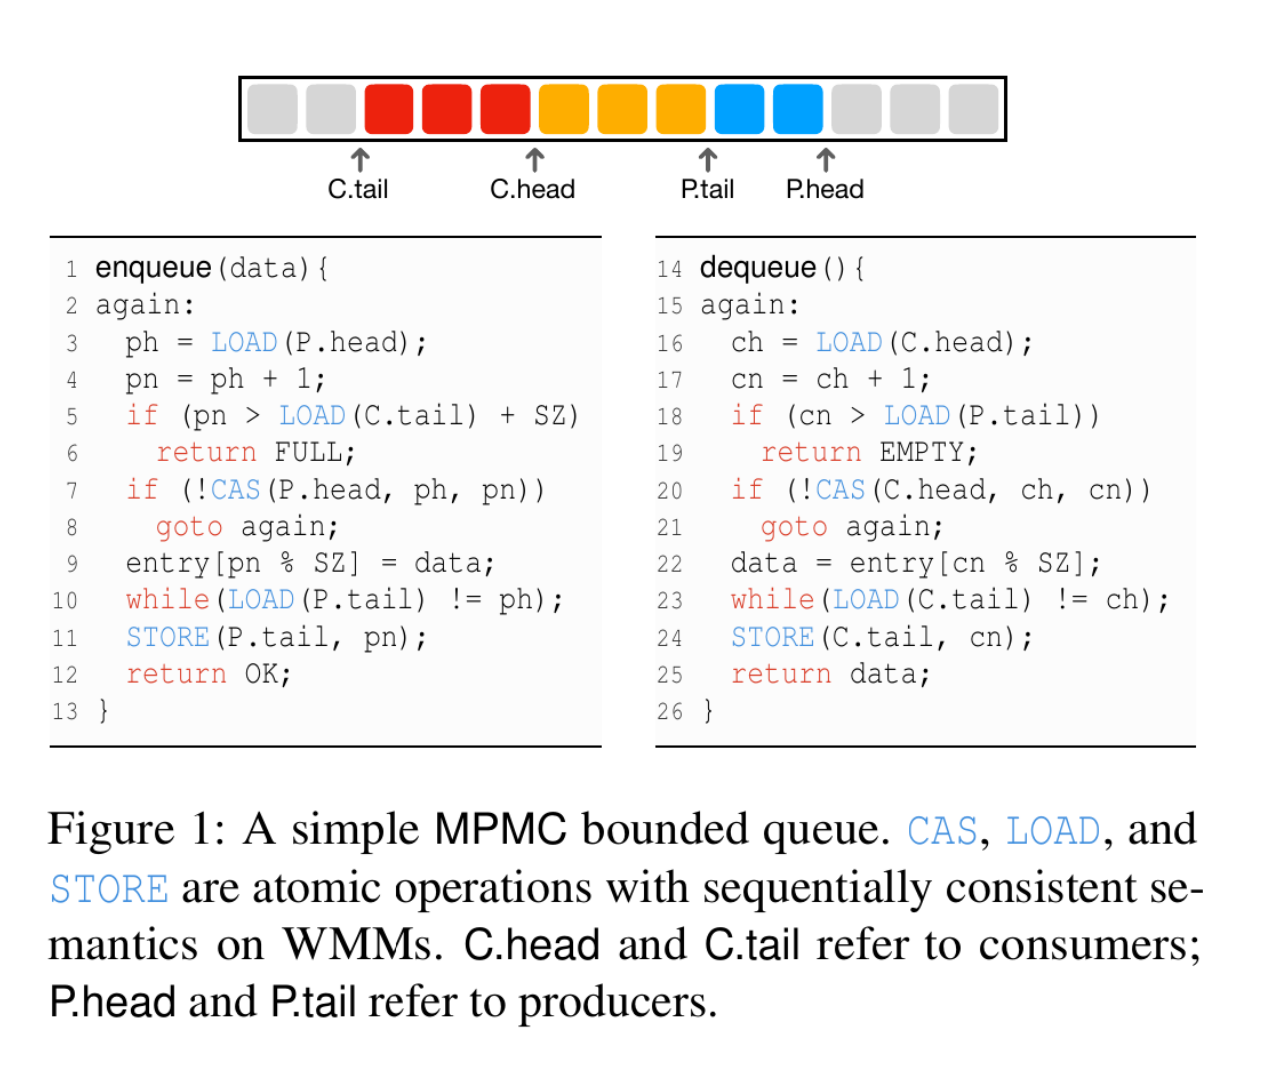 C.tail C.head P.tail P.head
1 enqueue(data){
2 again:
3 ph = LOAD(P.head);
4 pn = ph + 1;
5 if (pn > LOAD(C.tail) + SZ)
6 return FULL;
7 if (!CAS(P.head, ph, pn))
8 goto again;
9 entry[pn % SZ] = data;
10 while(LOAD(P.tail) != ph);
11 STORE(P.tail, pn);
12 return OK;
13 }
14 dequeue(){
15 again:
16 ch = LOAD(C.head);
17 cn = ch + 1;
18 if (cn > LOAD(P.tail))
19 return EMPTY;
20 if (!CAS(C.head, ch, cn))
21 goto again;
22 data = entry[cn % SZ];
23 while(LOAD(C.tail) != ch);
24 STORE(C.tail, cn);
25 return data;
26 }
Figure 1: A simple MPMC bounded queue. CAS, LOAD, and
STORE are atomic operations with sequentially consistent se-
mantics on WMMs. C.head and C.tail refer to consumers;
P.head and P.tail refer to producers.